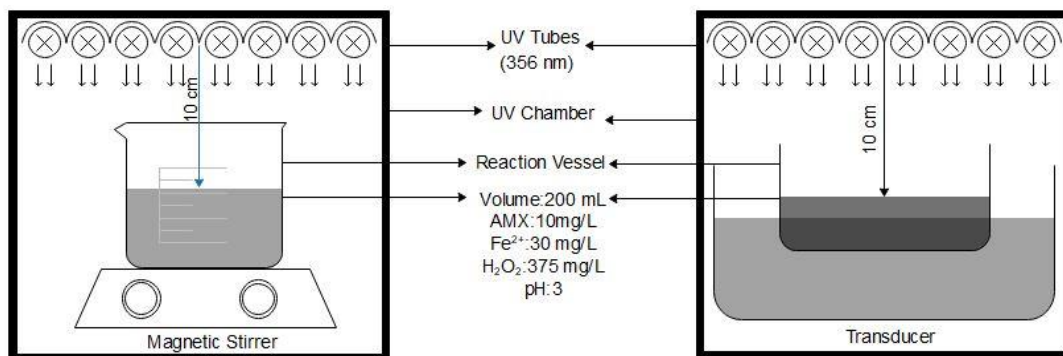 UV Tubes
(356 nm)
10 cm
10 cm
UV Chamber
Reaction Vessel
Volume:200 mL
AMX:10mg/L
Fe²⁺:30 mg/L
H₂O₂:375 mg/L
pH:3
Magnetic Stirrer
Transducer